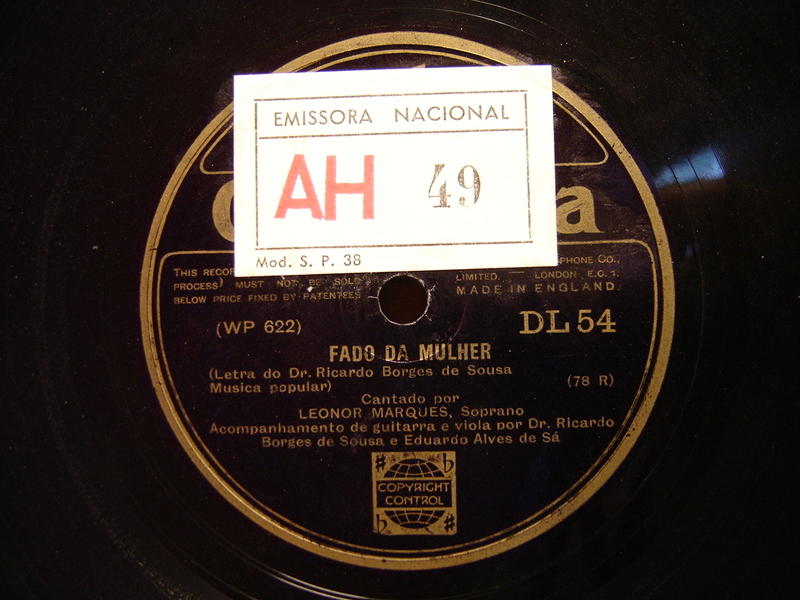 EMISSORA NACIONAL
AH 49
Mod. S. P. 38
a
THIS RECOR
PROCESS) MUST NOT BE SOLD
BELOW PRICE FIXED BY PATENTEES
PHONE CO.,
LIMITED. — LONDON. E.C. 1.
MADE IN ENGLAND.
(WP 622)
DL 54
FADO DA MULHER
(Letra do Dr. Ricardo Borges de Sousa
Musica popular)
(78 R)
Cantado por
LEONOR MARQUES, Soprano
Acompanhamento de guitarra e viola por Dr. Ricardo
Borges de Sousa e Eduardo Alves de Sá
COPYRIGHT
CONTROL